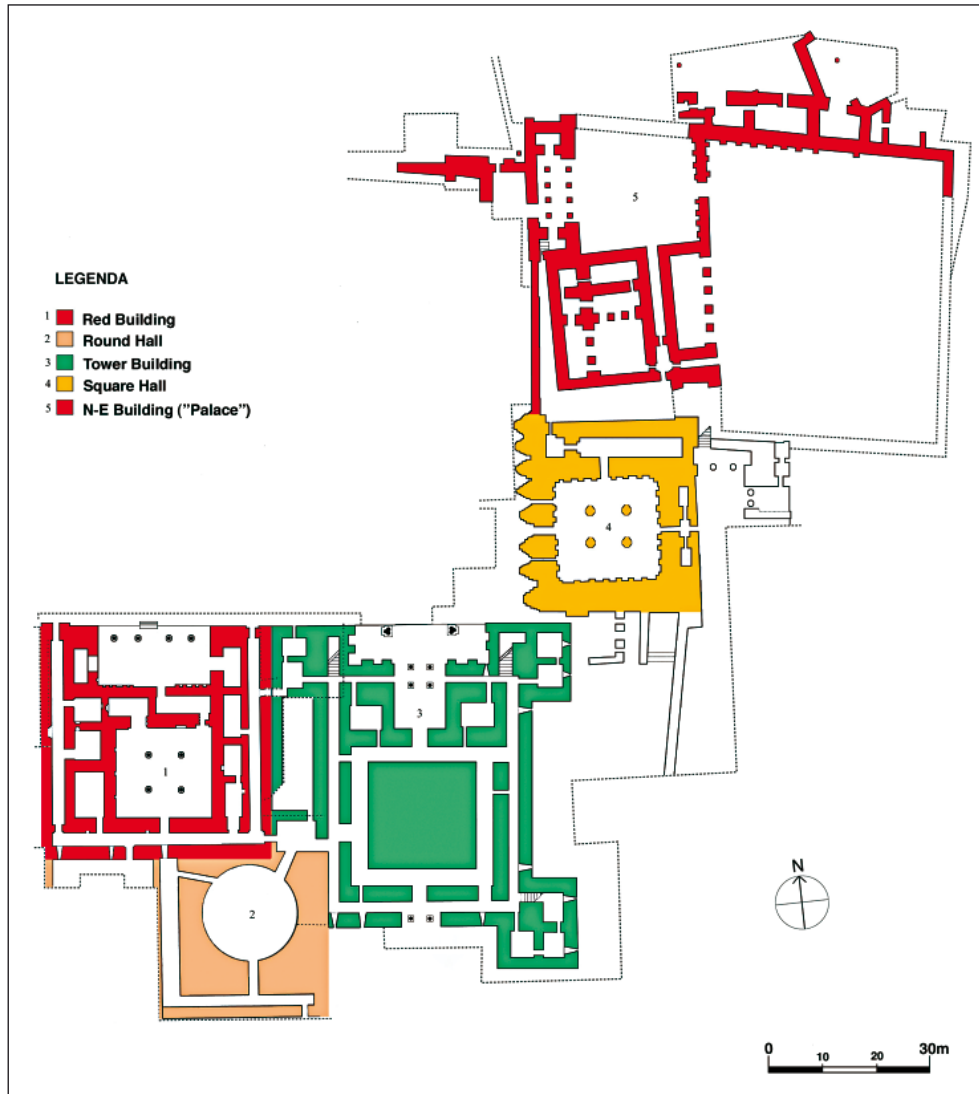 5
LEGENDA
1 Red Building
2 Round Hall
3 Tower Building
4 Square Hall
5 N-E Building ("Palace")
4
3
1
2
N
0 10 20 30m